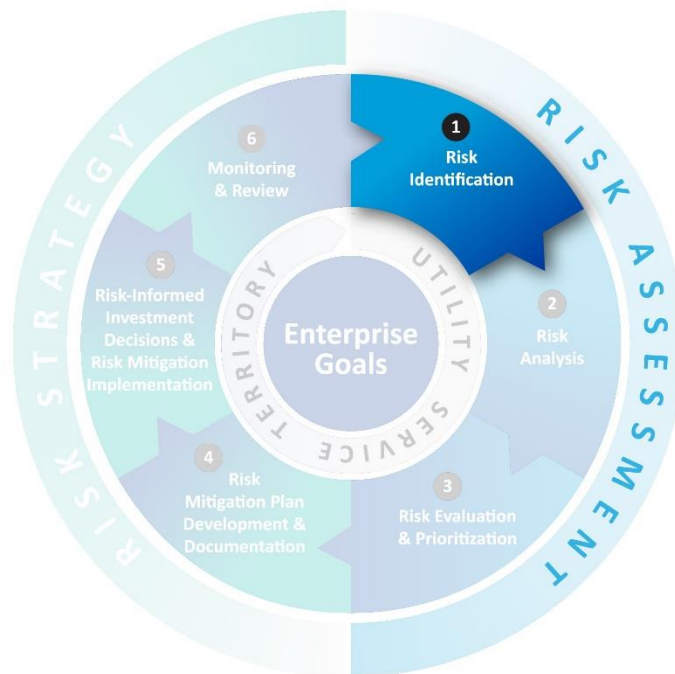 RISK ASSESSMENT
RISK STRATEGY
1
Risk
Identification
2
Risk
Analysis
3
Risk Evaluation
& Prioritization
4
Risk
Mitigation Plan
Development &
Documentation
5
Risk-Informed
Investment
Decisions &
Risk Mitigation
Implementation
6
Monitoring
& Review
UTILITY SERVICE TERRITORY
Enterprise
Goals